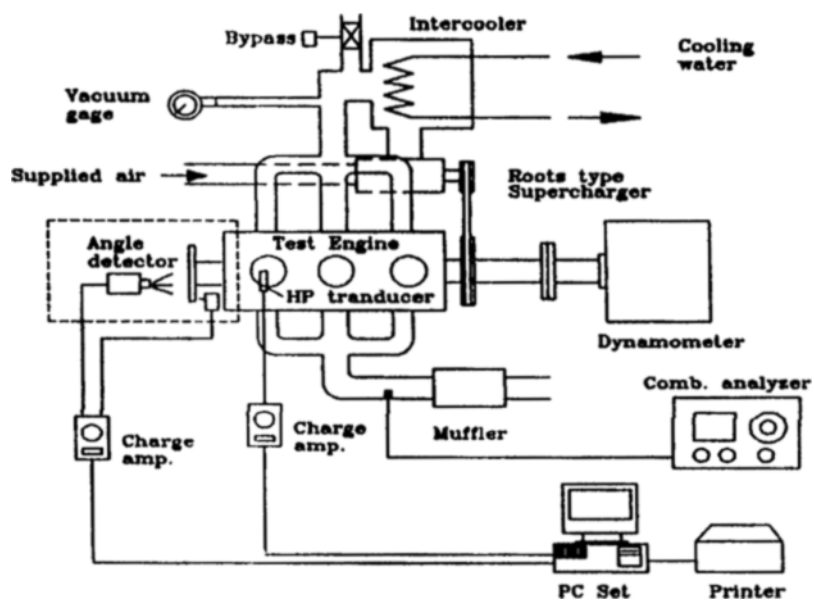 Intercooler
Bypass
Cooling
water
Vacuum
gage
Supplied air
Roots type
Supercharger
Angle
detector
Test Engine
HP tranducer
Dynamometer
Comb. analyzer
Muffler
Charge
amp.
Charge
amp.
PC Set
Printer